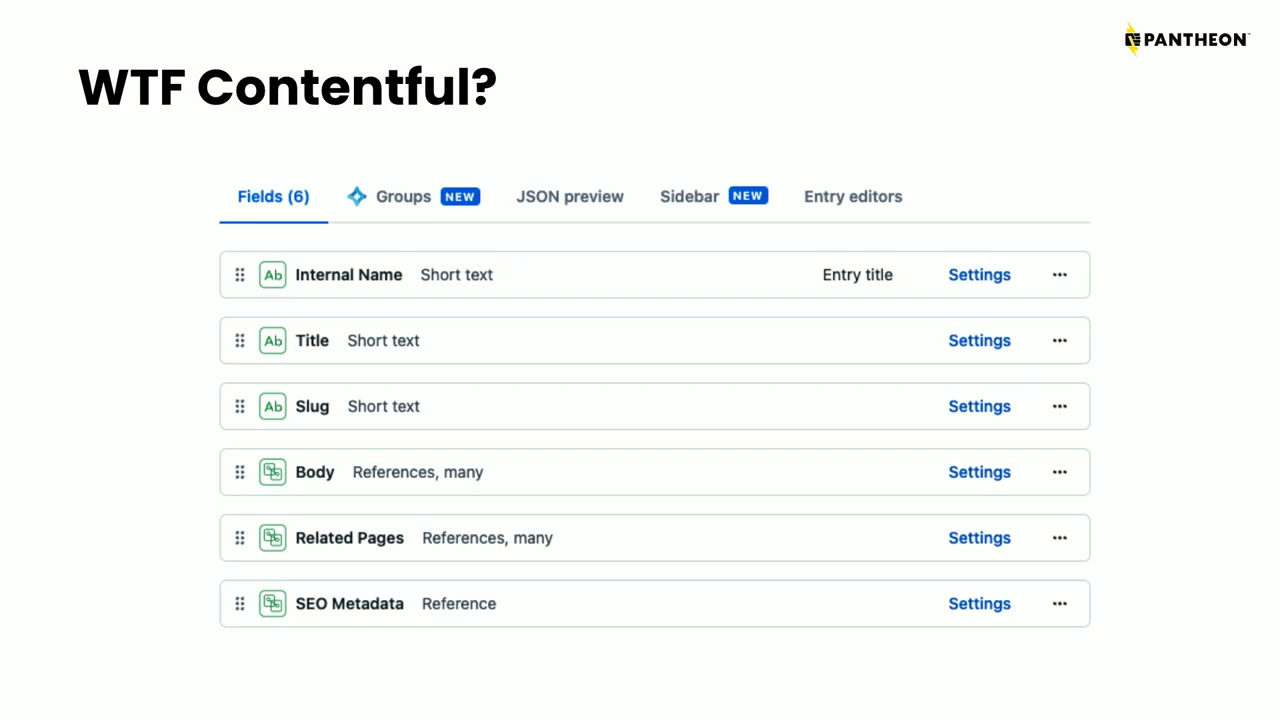 PANTHEON
WTF Contentful?
Fields (6) Groups NEW JSON preview Sidebar NEW Entry editors
Ab Internal Name Short text Entry title Settings ...
Ab Title Short text Settings ...
Ab Slug Short text Settings ...
Body References, many Settings ...
Related Pages References, many Settings ...
SEO Metadata Reference Settings ...